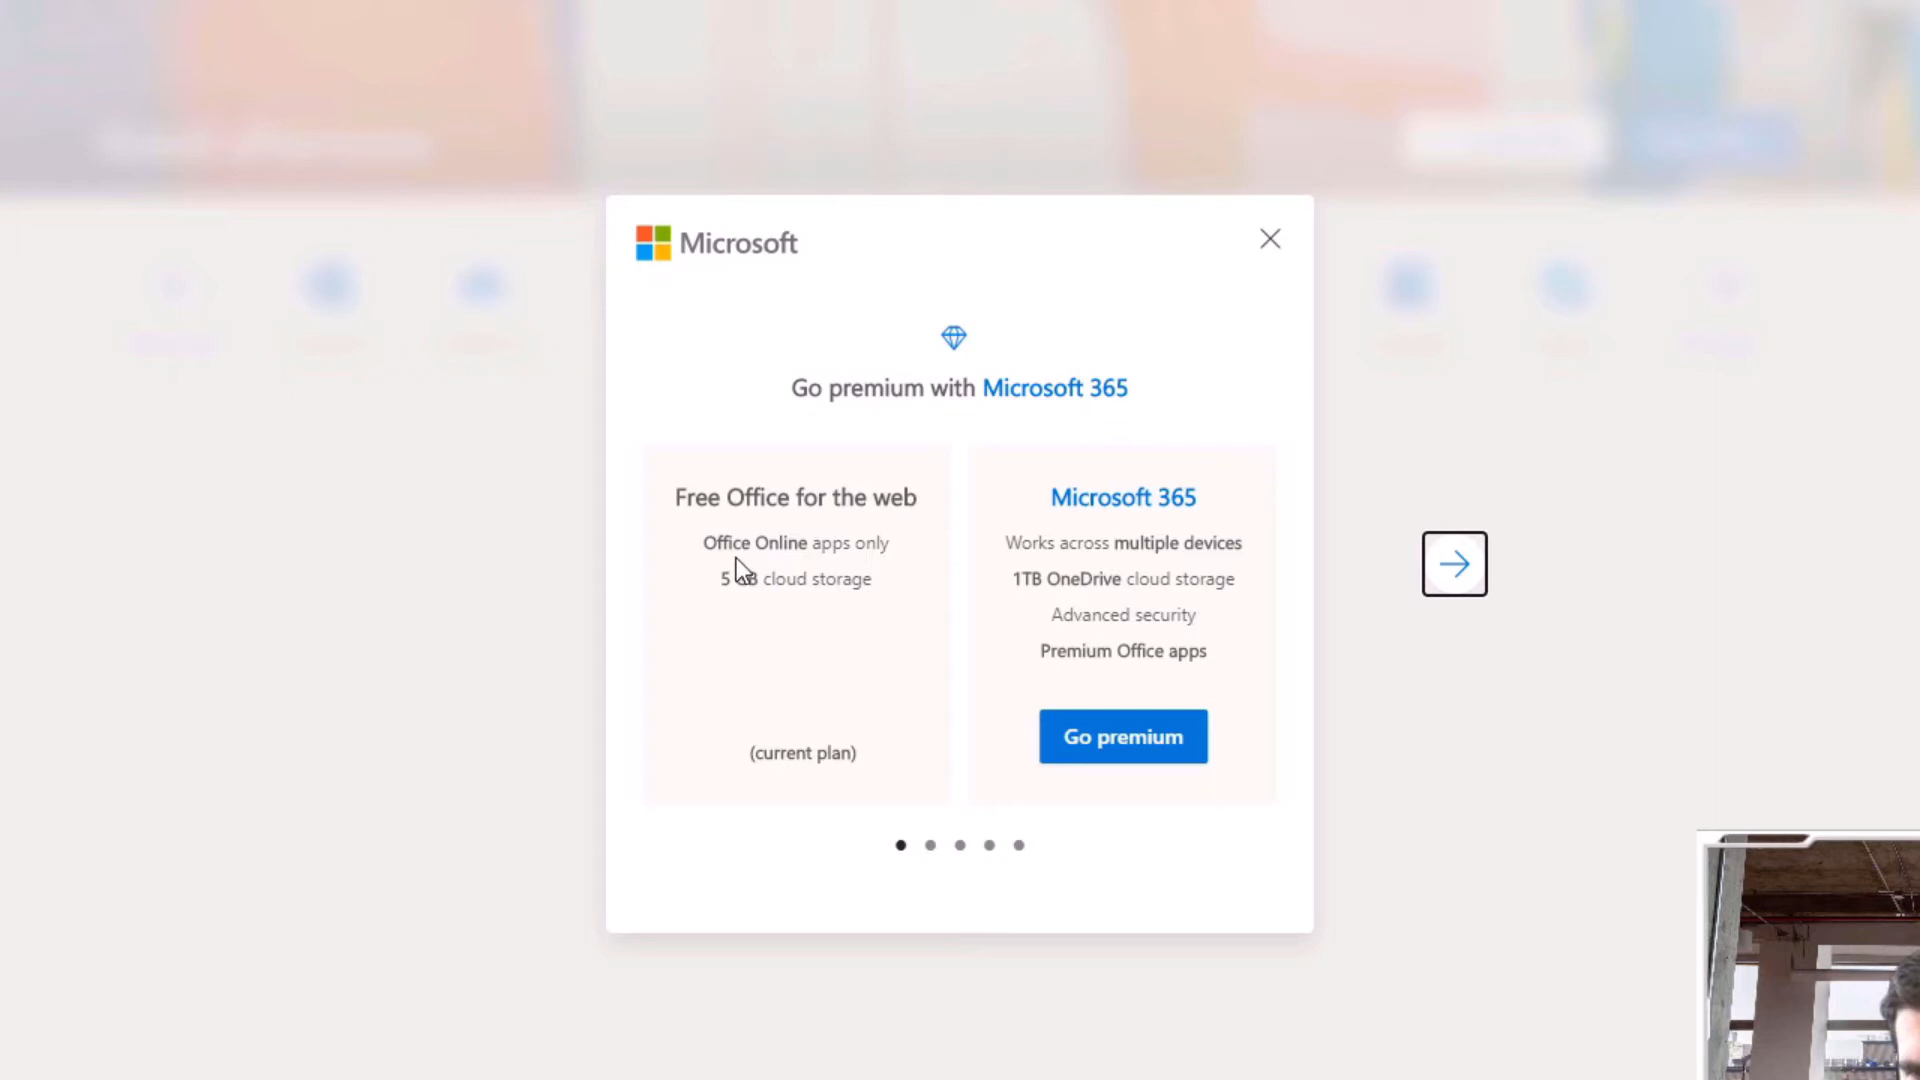 Microsoft
Go premium with Microsoft 365
Free Office for the web
Office Online apps only
5 cloud storage
(current plan)
Microsoft 365
Works across multiple devices
1TB OneDrive cloud storage
Advanced security
Premium Office apps
Go premium